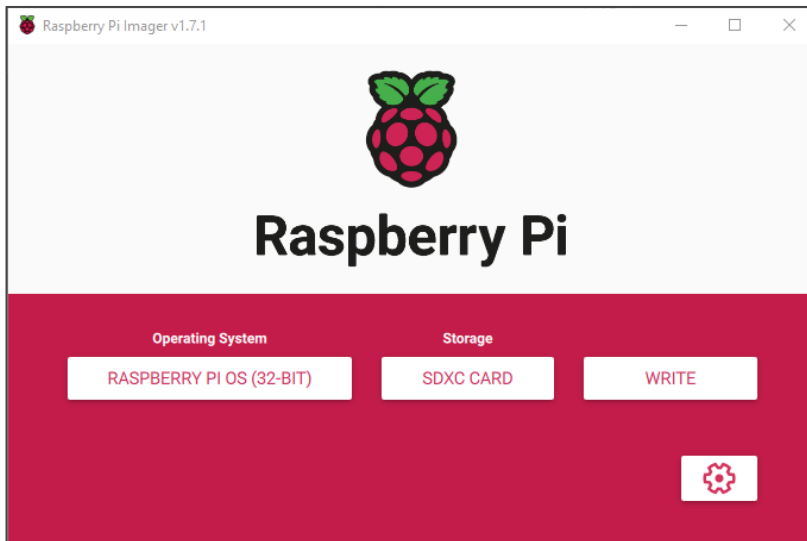 Raspberry Pi Imager v1.7.1
Raspberry Pi
Operating System
Storage
RASPBERRY PI OS (32-BIT)
SDXC CARD
WRITE